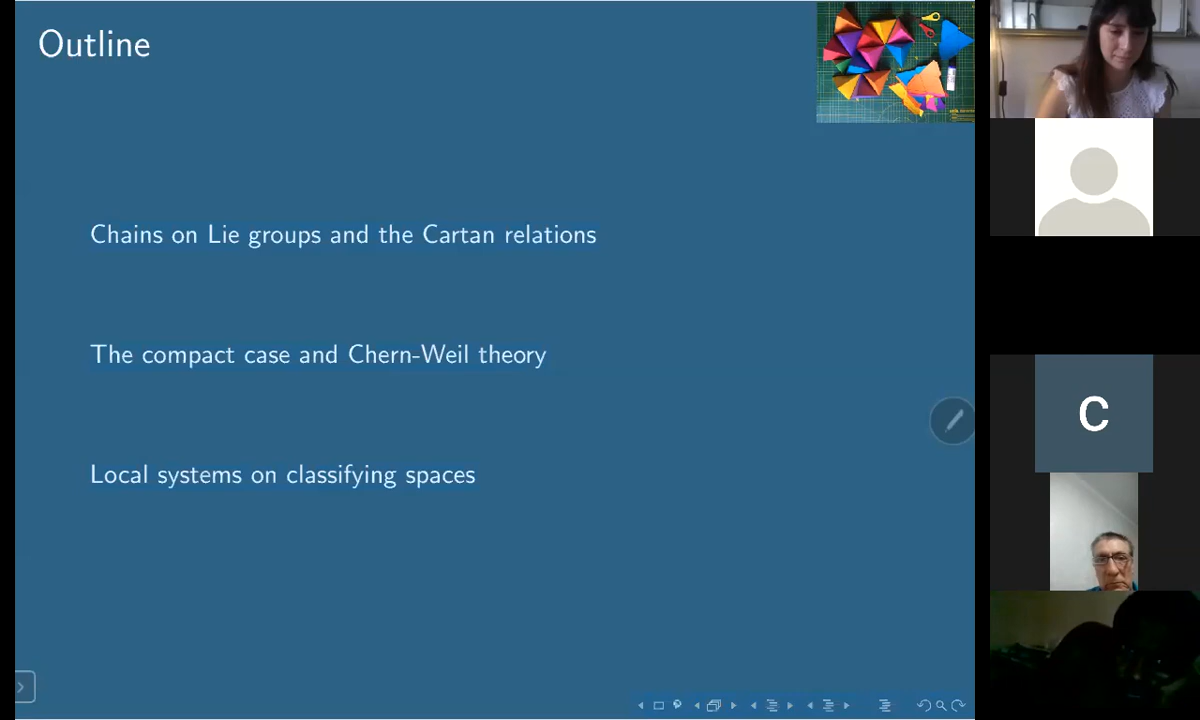 Outline
Chains on Lie groups and the Cartan relations
The compact case and Chern-Weil theory
Local systems on classifying spaces
C